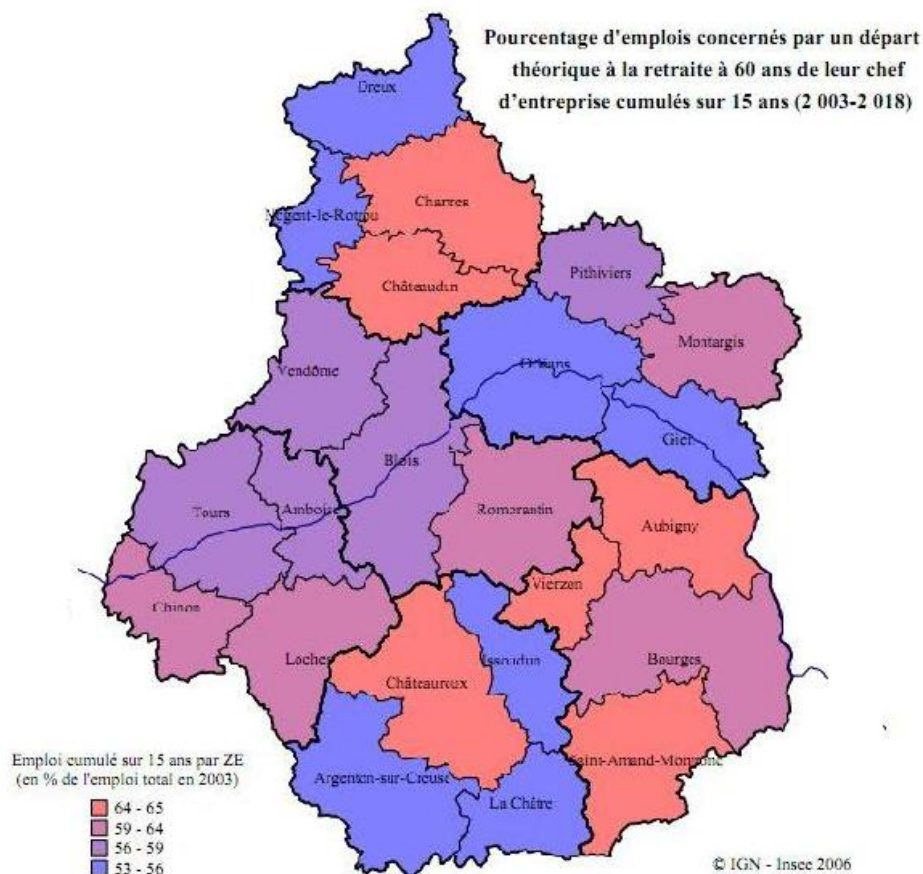 Pourcentage d'emplois concernés par un départ
théorique à la retraite à 60 ans de leur chef
d'entreprise cumulés sur 15 ans (2 003-2 018)
Dreux
Chartres
Nogent-le-Rotrou
Châteaudun
Pithiviers
Montargis
Vendôme
Orléans
Gien
Blois
Tours
Amboise
Romorantin
Aubigny
Vierzon
Chinon
Loches
Issoudun
Bourges
Châteauroux
Saint-Amand-Montrond
Argenton-sur-Creuse
La Châtre
Emploi cumulé sur 15 ans par ZE
(en % de l'emploi total en 2003)
64 - 65
59 - 64
56 - 59
53 - 56
© IGN - Insee 2006